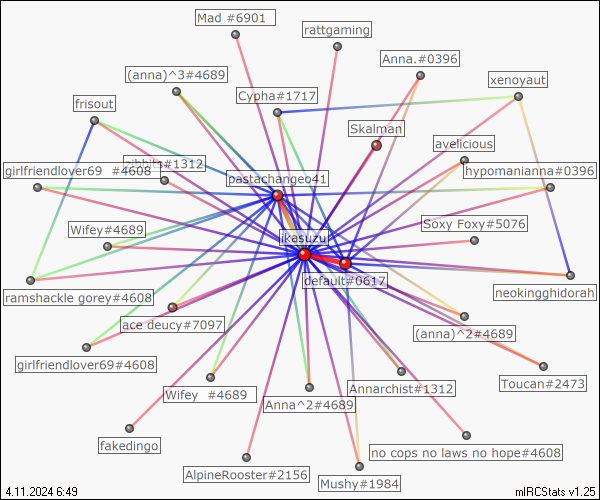 Mad #6901
rattgaming
Anna.#0396
(anna)^3#4689
xenoyaut
Cypha#1717
frisout
Skalman
avelicious
zibbits#1312
girlfriendlover69  #4608
hypomanianna#0396
pastachangeo41
Soxy Foxy#5076
Wifey#4689
ikasuzu
default#0617
neokingghidorah
ramshackle gorey#4608
ace deucy#7097
(anna)^2#4689
girlfriendlover69#4608
Toucan#2473
Annarchist#1312
Wifey  #4689
Anna^2#4689
fakedingo
no cops no laws no hope#4608
AlpineRooster#2156
Mushy#1984
4.11.2024 6:49
mIRCStats v1.25